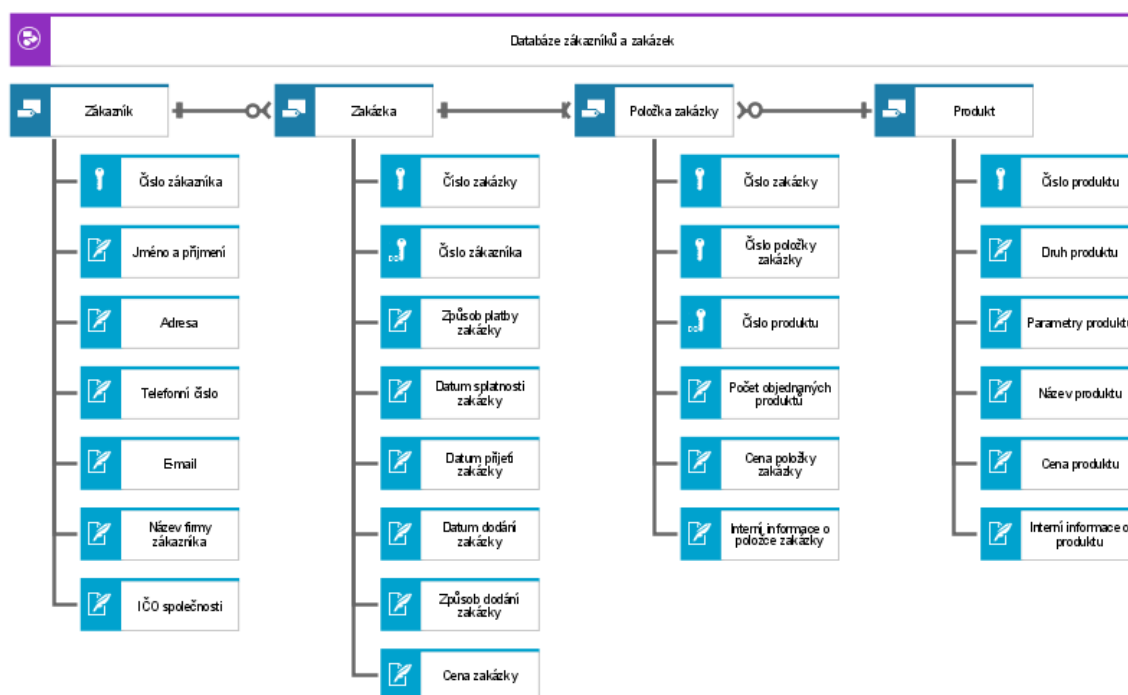 Databáze zákazníků a zakázek
Zákazník
Zakázka
Položka zakázky
Produkt
Číslo zákazníka
Jméno a příjmení
Adresa
Telefonní číslo
E-mail
Název firmy
zákazníka
IČO společnosti
Číslo zakázky
Číslo zákazníka
Způsob platby
zakázky
Datum splatnosti
zakázky
Datum přijetí
zakázky
Datum dodání
zakázky
Způsob dodání
zakázky
Cena zakázky
Číslo zakázky
Číslo položky
zakázky
Číslo produktu
Počet objednaných
produktů
Cena položky
zakázky
Interní informace o
položce zakázky
Číslo produktu
Druh produktu
Parametry produktu
Název produktu
Cena produktu
Interní informace o
produktu